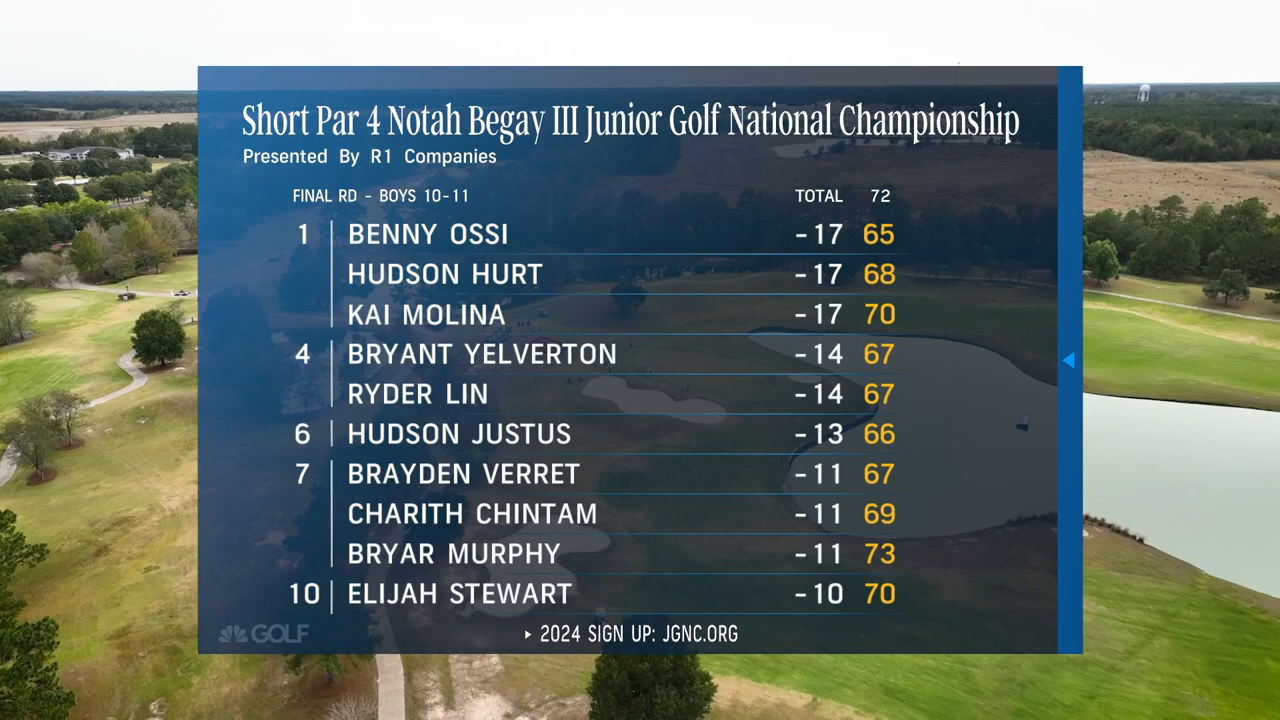 Short Par 4 Notah Begay III Junior Golf National Championship
Presented By R1 Companies
FINAL RD - BOYS 10-11 TOTAL 72
1 BENNY OSSI -17 65
HUDSON HURT -17 68
KAI MOLINA -17 70
4 BRYANT YELVERTON -14 67
RYDER LIN -14 67
6 HUDSON JUSTUS -13 66
7 BRAYDEN VERRET -11 67
CHARITH CHINTAM -11 69
BRYAR MURPHY -11 73
10 ELIJAH STEWART -10 70
GOLF
2024 SIGN UP: JGNC.ORG